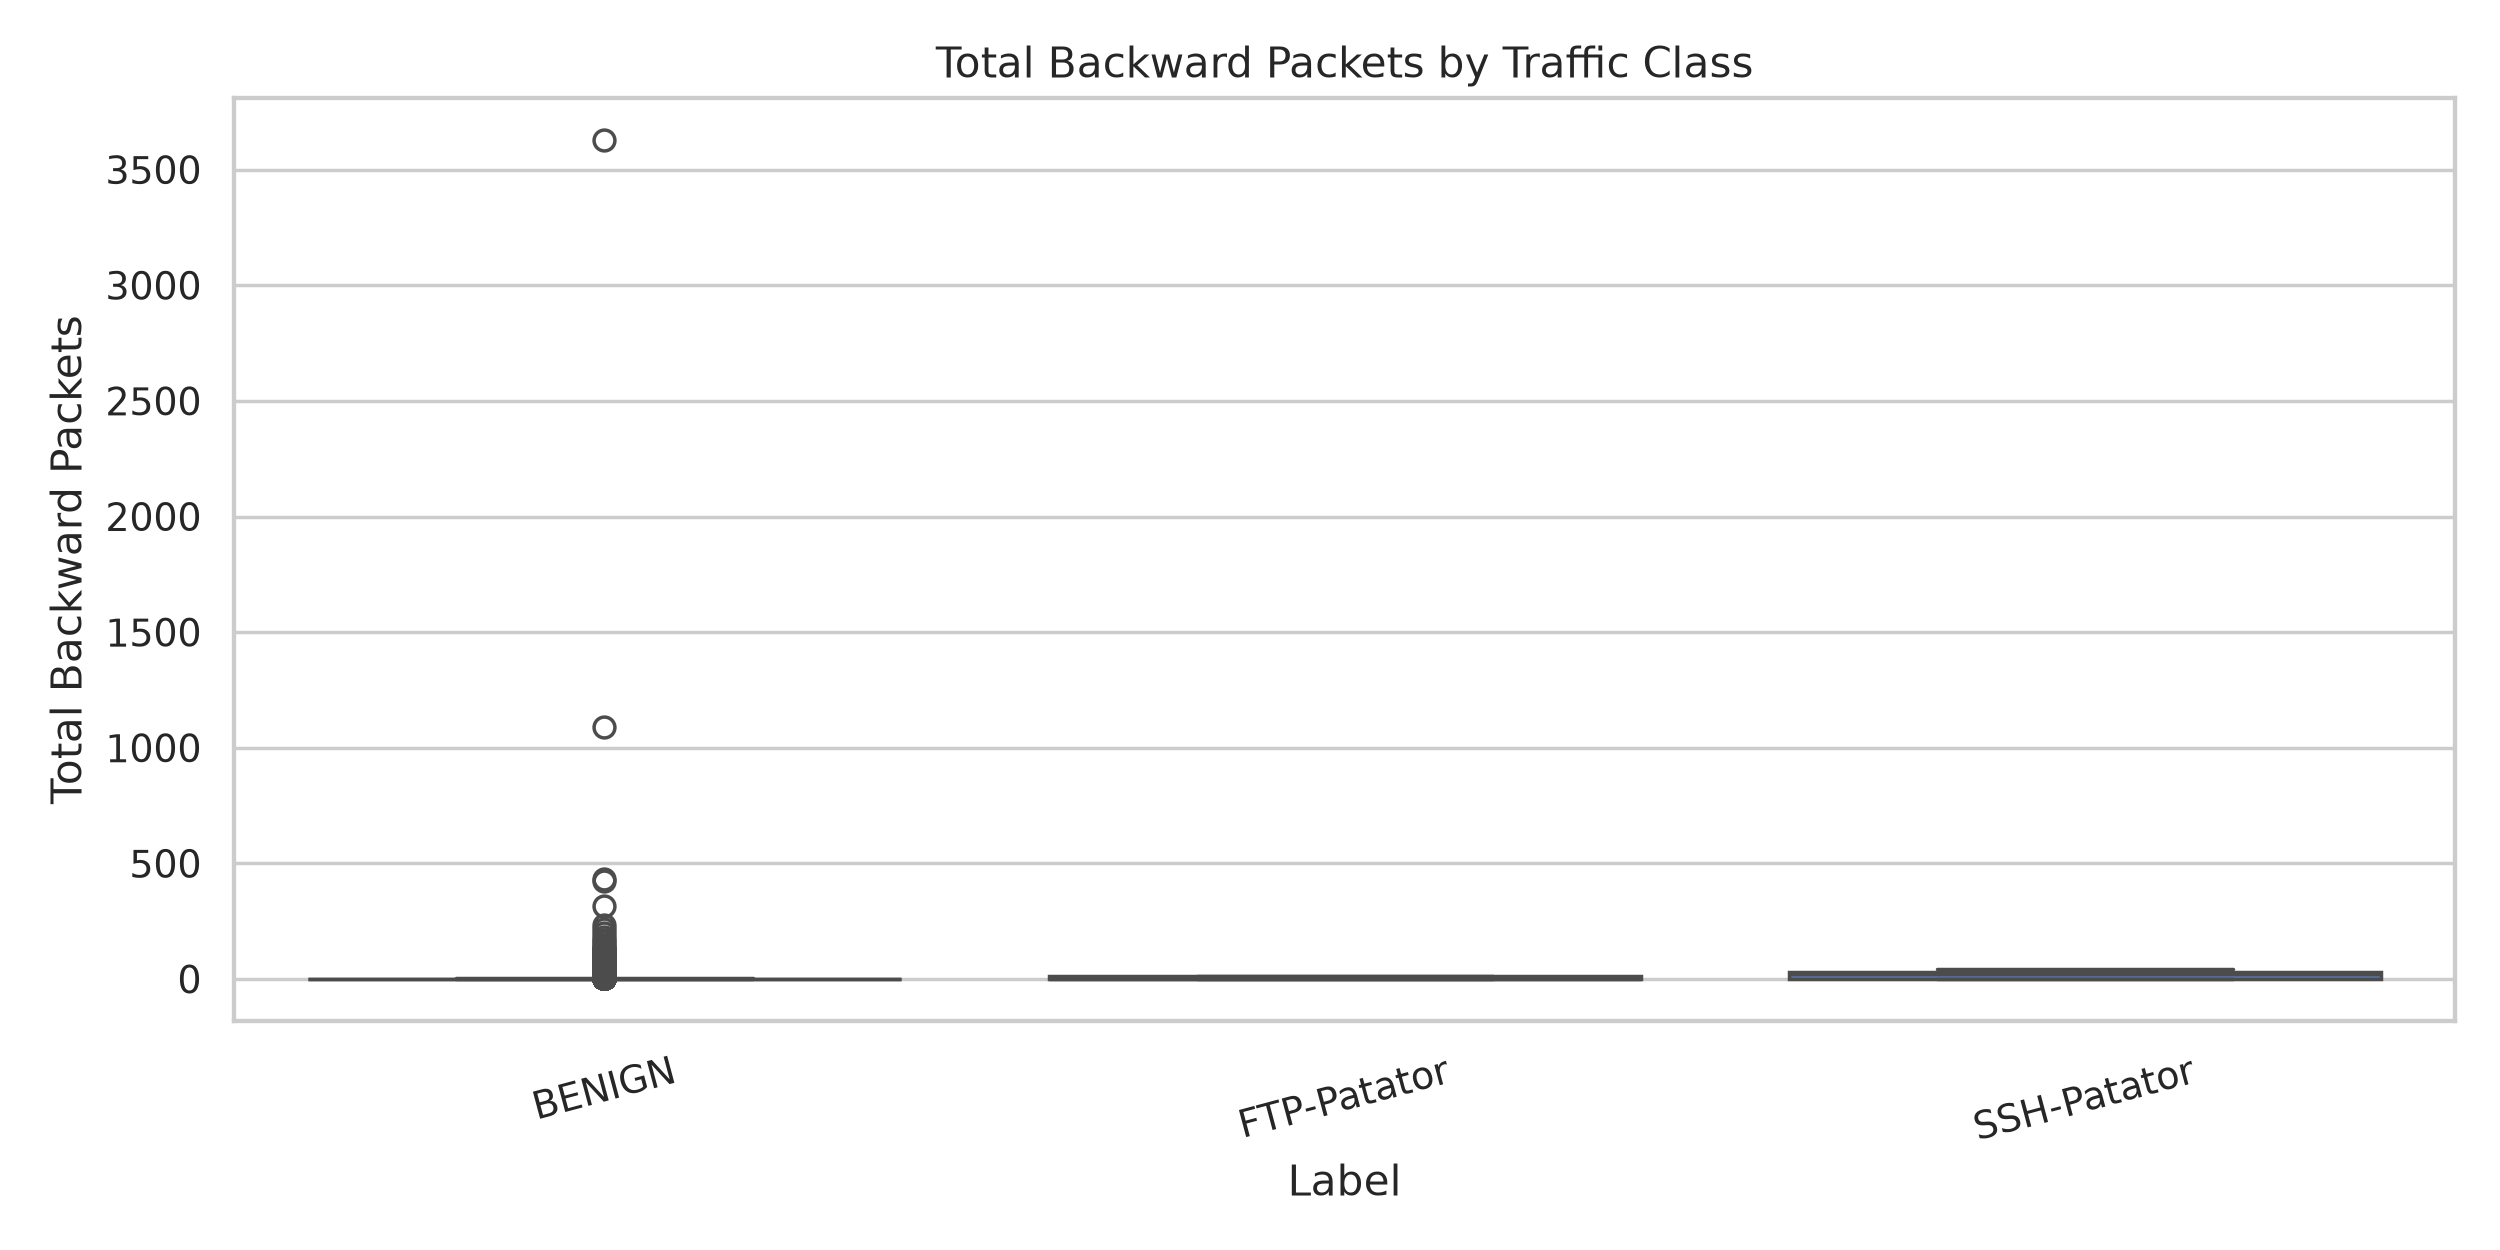 Total Backward Packets by Traffic Class
Total Backward Packets
3500
3000
2500
2000
1500
1000
500
0
BENIGN
FTP-Patator
SSH-Patator
Label